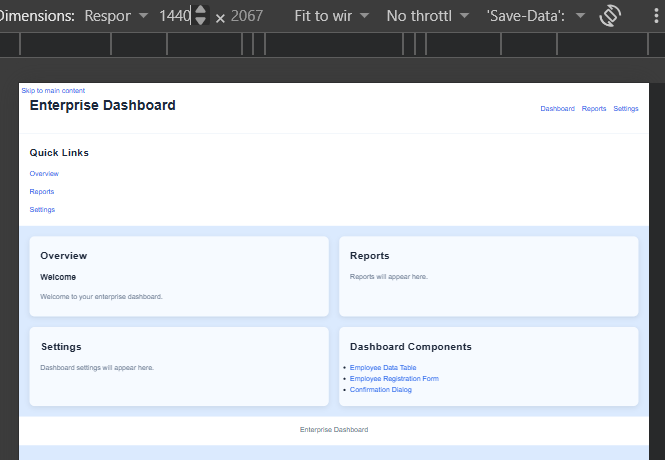 Dimensions: Respor 1440 × 2067 Fit to wir No throttl 'Save-Data':
Skip to main content
Enterprise Dashboard
Dashboard Reports Settings
Quick Links
Overview
Reports
Settings
Overview
Welcome
Welcome to your enterprise dashboard.
Reports
Reports will appear here.
Settings
Dashboard settings will appear here.
Dashboard Components
• Employee Data Table
• Employee Registration Form
• Confirmation Dialog
Enterprise Dashboard